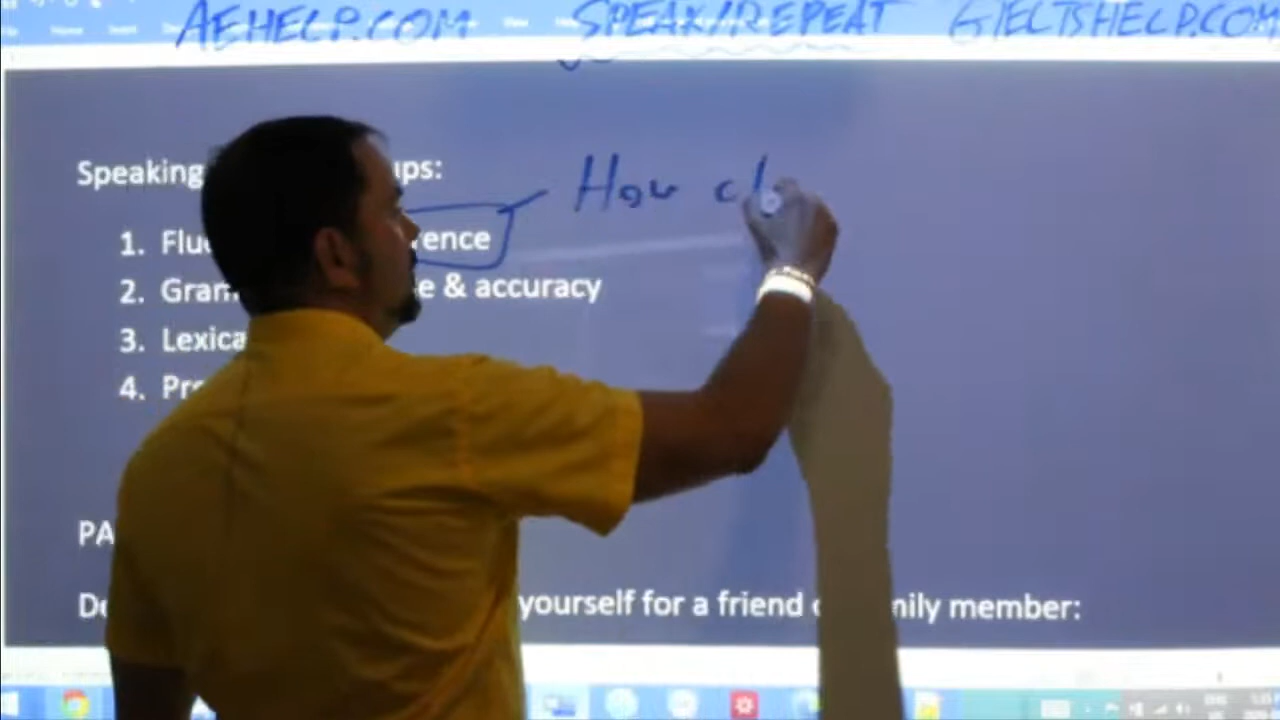 AEHELP.COM SPEAK/REPEAT GIELTSHELP.COM
Speaking ups:
How cl
1. Flu rence
2. Gram e & accuracy
3. Lexica
4. Pr
PA
yourself for a friend mily member: